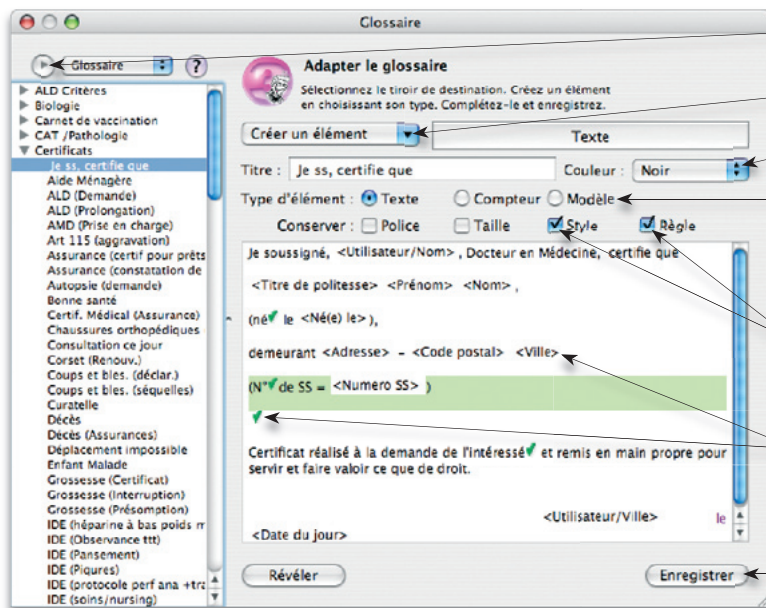 Glossaire
Glossaire
?
ALD Critères
Biologie
Carnet de vaccination
CAT /Pathologie
Certificats
Je ss, certifie que
Aide Ménagère
ALD (Demande)
ALD (Prolongation)
AMD (Prise en charge)
Art 115 (aggravation)
Assurance (certif pour prêts
Assurance (constatation de
Autopsie (demande)
Bonne santé
Certif. Médical (Assurance)
Chaussures orthopédiques
Consultation ce jour
Corset (Renouv.)
Coups et bles. (déclar.)
Coups et bles. (séquelles)
Curatelle
Décès
Décès (Assurances)
Déplacement impossible
Enfant Malade
Grossesse (Certificat)
Grossesse (Interruption)
Grossesse (Présomption)
IDE (héparine à bas poids m
IDE (Observance ttt)
IDE (Pansement)
IDE (Piqures)
IDE (protocole perf ana +tra
IDE (soins/nursing)
Adapter le glossaire
Sélectionnez le tiroir de destination. Créez un élément
en choisissant son type. Complétez-le et enregistrez.
Créer un élément
Texte
Titre : Je ss, certifie que Couleur : Noir
Type d'élément : Texte Compteur Modèle
Conserver : Police Taille Style Règle
Je soussigné, <Utilisateur/Nom> , Docteur en Médecine, certifie que
<Titre de politesse> <Prénom> <Nom> ,
(né le <Né(e) le> ),
demeurant <Adresse> - <Code postal> <Ville>
(N° de SS = <Numero SS> )
Certificat réalisé à la demande de l'intéressé et remis en main propre pour
servir et faire valoir ce que de droit.
<Utilisateur/Ville> le
<Date du jour>
Révéler
Enregistrer